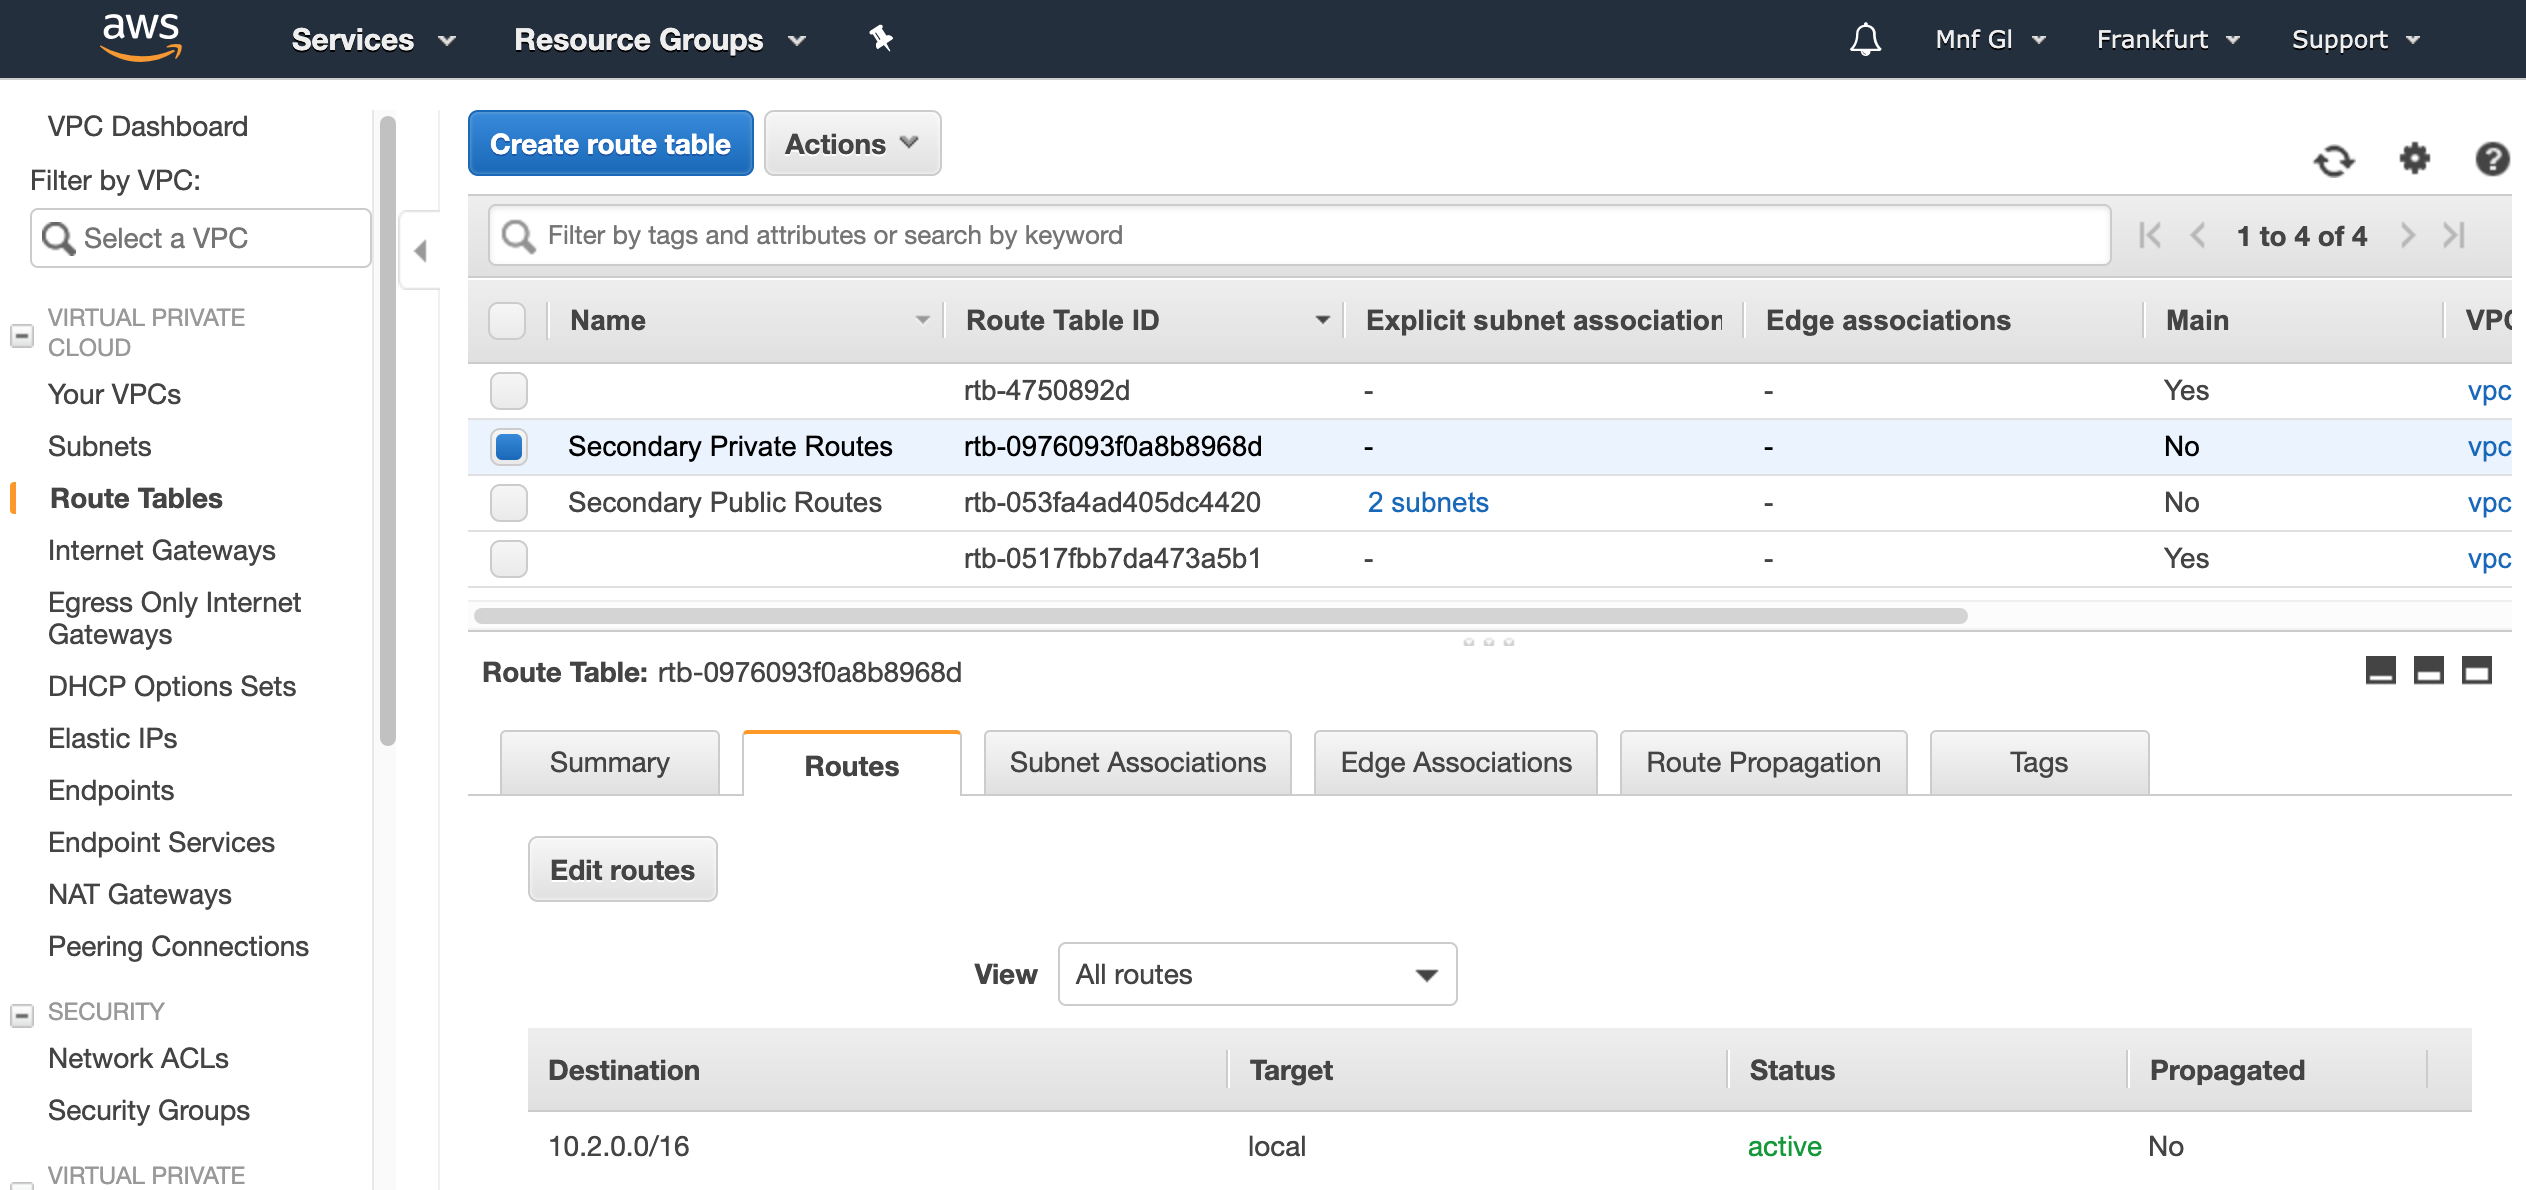 aws Services Resource Groups Mnf Gl Frankfurt Support
VPC Dashboard
Filter by VPC:
Select a VPC
VIRTUAL PRIVATE
CLOUD
Your VPCs
Subnets
Route Tables
Internet Gateways
Egress Only Internet
Gateways
DHCP Options Sets
Elastic IPs
Endpoints
Endpoint Services
NAT Gateways
Peering Connections
SECURITY
Network ACLs
Security Groups
VIRTUAL PRIVATE
Create route table Actions
Filter by tags and attributes or search by keyword 1 to 4 of 4
Name Route Table ID Explicit subnet association Edge associations Main VPC
rtb-4750892d - - Yes vpc
Secondary Private Routes rtb-0976093f0a8b8968d - - No vpc
Secondary Public Routes rtb-053fa4ad405dc4420 2 subnets - No vpc
rtb-0517fbb7da473a5b1 - - Yes vpc
Route Table: rtb-0976093f0a8b8968d
Summary Routes Subnet Associations Edge Associations Route Propagation Tags
Edit routes
View All routes
Destination Target Status Propagated
10.2.0.0/16 local active No